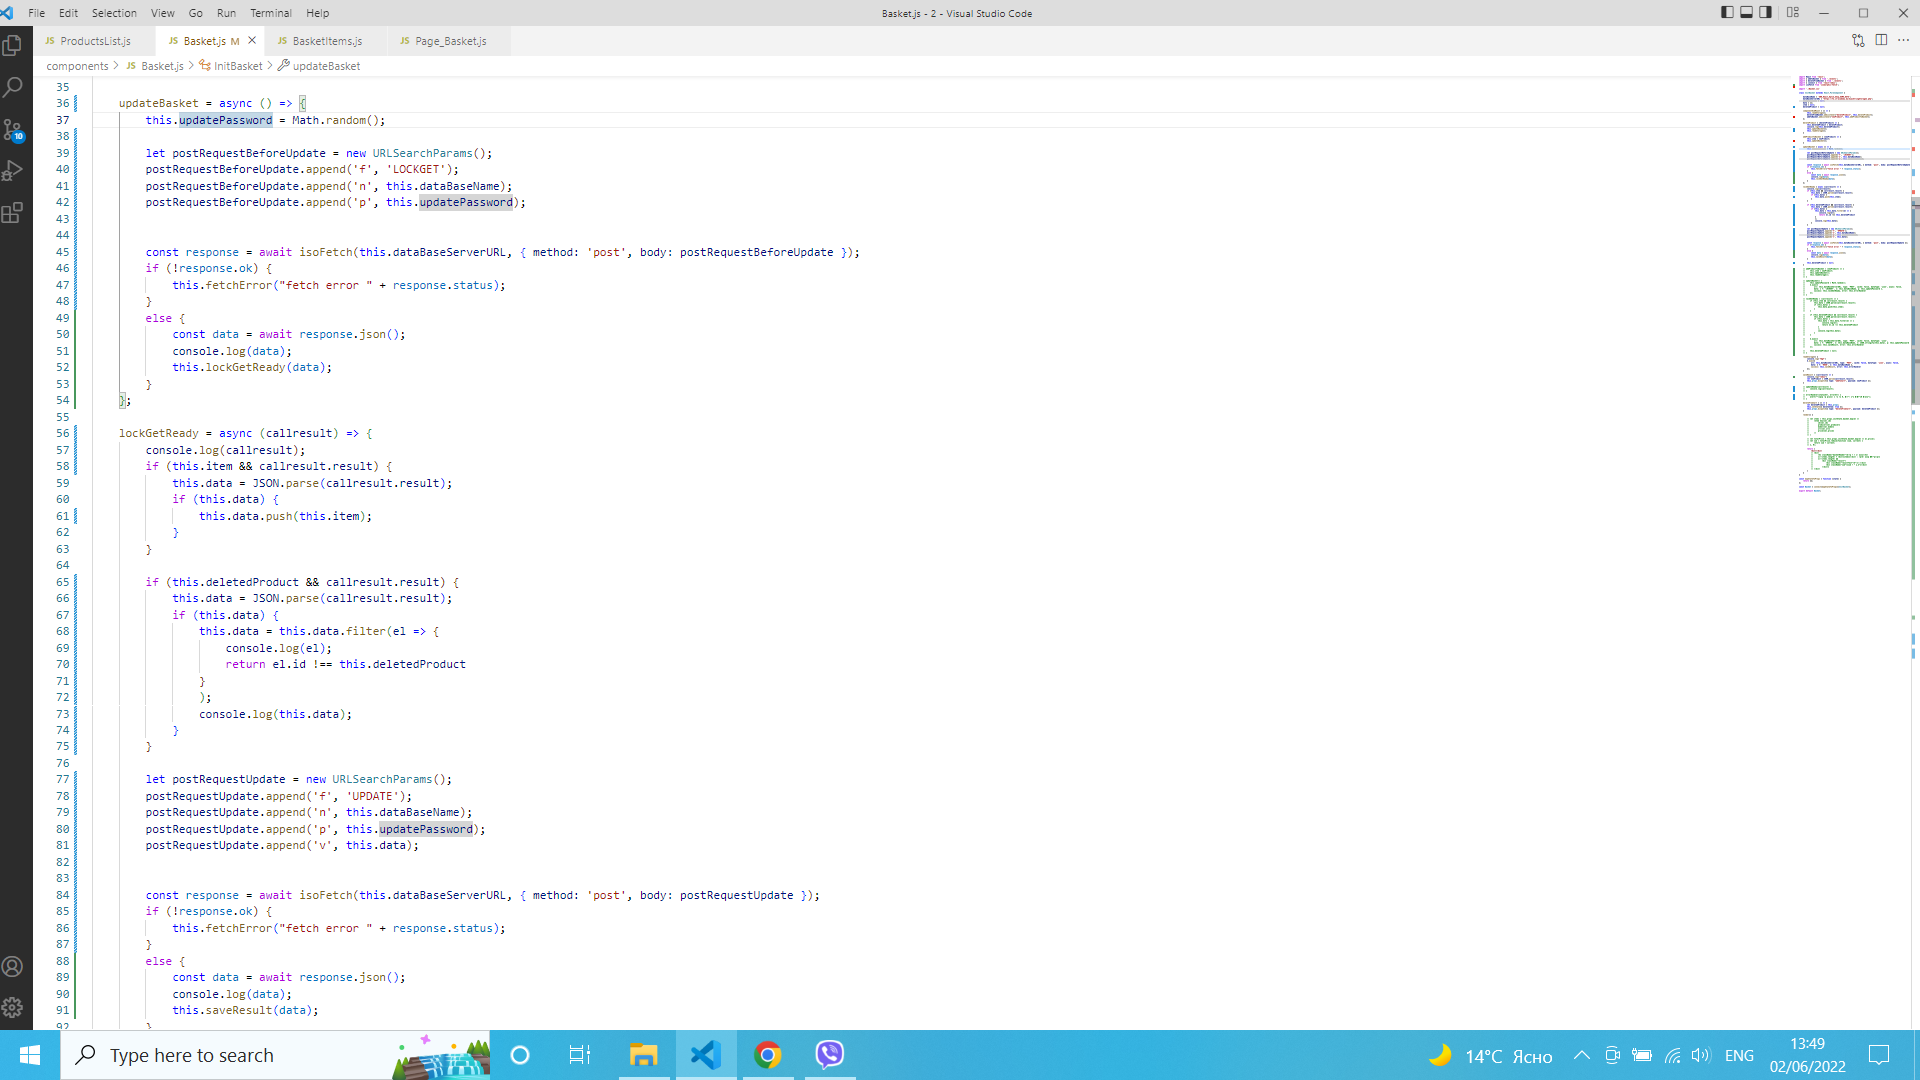 File Edit Selection View Go Run Terminal Help
Basket.js - 2 - Visual Studio Code
JS ProductsList.js
JS Basket.js M
JS BasketItems.js
JS Page_Basket.js
components > JS Basket.js > InitBasket > updateBasket
35
36 updateBasket = async () => {
37 this.updatePassword = Math.random();
38
39 let postRequestBeforeUpdate = new URLSearchParams();
40 postRequestBeforeUpdate.append('f', 'LOCKGET');
41 postRequestBeforeUpdate.append('n', this.dataBaseName);
42 postRequestBeforeUpdate.append('p', this.updatePassword);
43
44
45 const response = await isoFetch(this.dataBaseServerURL, { method: 'post', body: postRequestBeforeUpdate });
46 if (!response.ok) {
47 this.fetchError("fetch error " + response.status);
48 }
49 else {
50 const data = await response.json();
51 console.log(data);
52 this.lockGetReady(data);
53 }
54 };
55
56 lockGetReady = async (callresult) => {
57 console.log(callresult);
58 if (this.item && callresult.result) {
59 this.data = JSON.parse(callresult.result);
60 if (this.data) {
61 this.data.push(this.item);
62 }
63 }
64
65 if (this.deletedProduct && callresult.result) {
66 this.data = JSON.parse(callresult.result);
67 if (this.data) {
68 this.data = this.data.filter(el => {
69 console.log(el);
70 return el.id !== this.deletedProduct
71 }
72 );
73 console.log(this.data);
74 }
75 }
76
77 let postRequestUpdate = new URLSearchParams();
78 postRequestUpdate.append('f', 'UPDATE');
79 postRequestUpdate.append('n', this.dataBaseName);
80 postRequestUpdate.append('p', this.updatePassword);
81 postRequestUpdate.append('v', this.data);
82
83
84 const response = await isoFetch(this.dataBaseServerURL, { method: 'post', body: postRequestUpdate });
85 if (!response.ok) {
86 this.fetchError("fetch error " + response.status);
87 }
88 else {
89 const data = await response.json();
90 console.log(data);
91 this.saveResult(data);
92 }
10
Type here to search
14°C Ясно
ENG
13:49
02/06/2022